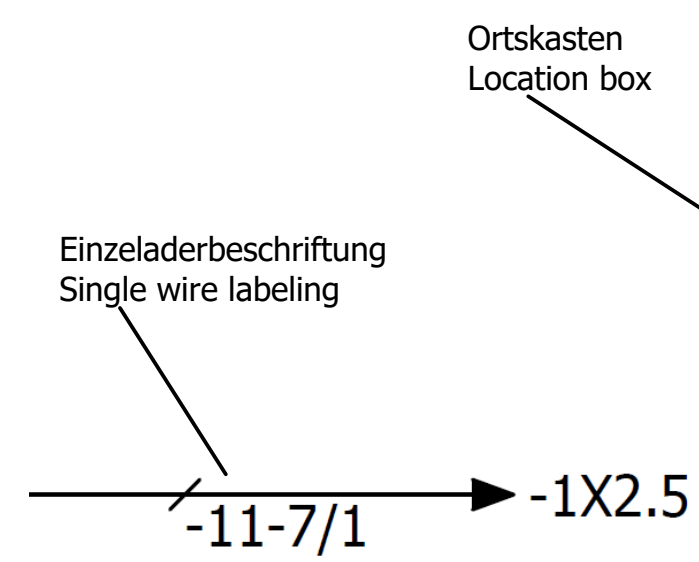 Ortskasten
Location box
Einzeladerbeschriftung
Single wire labeling
-1X2.5
-11-7/1